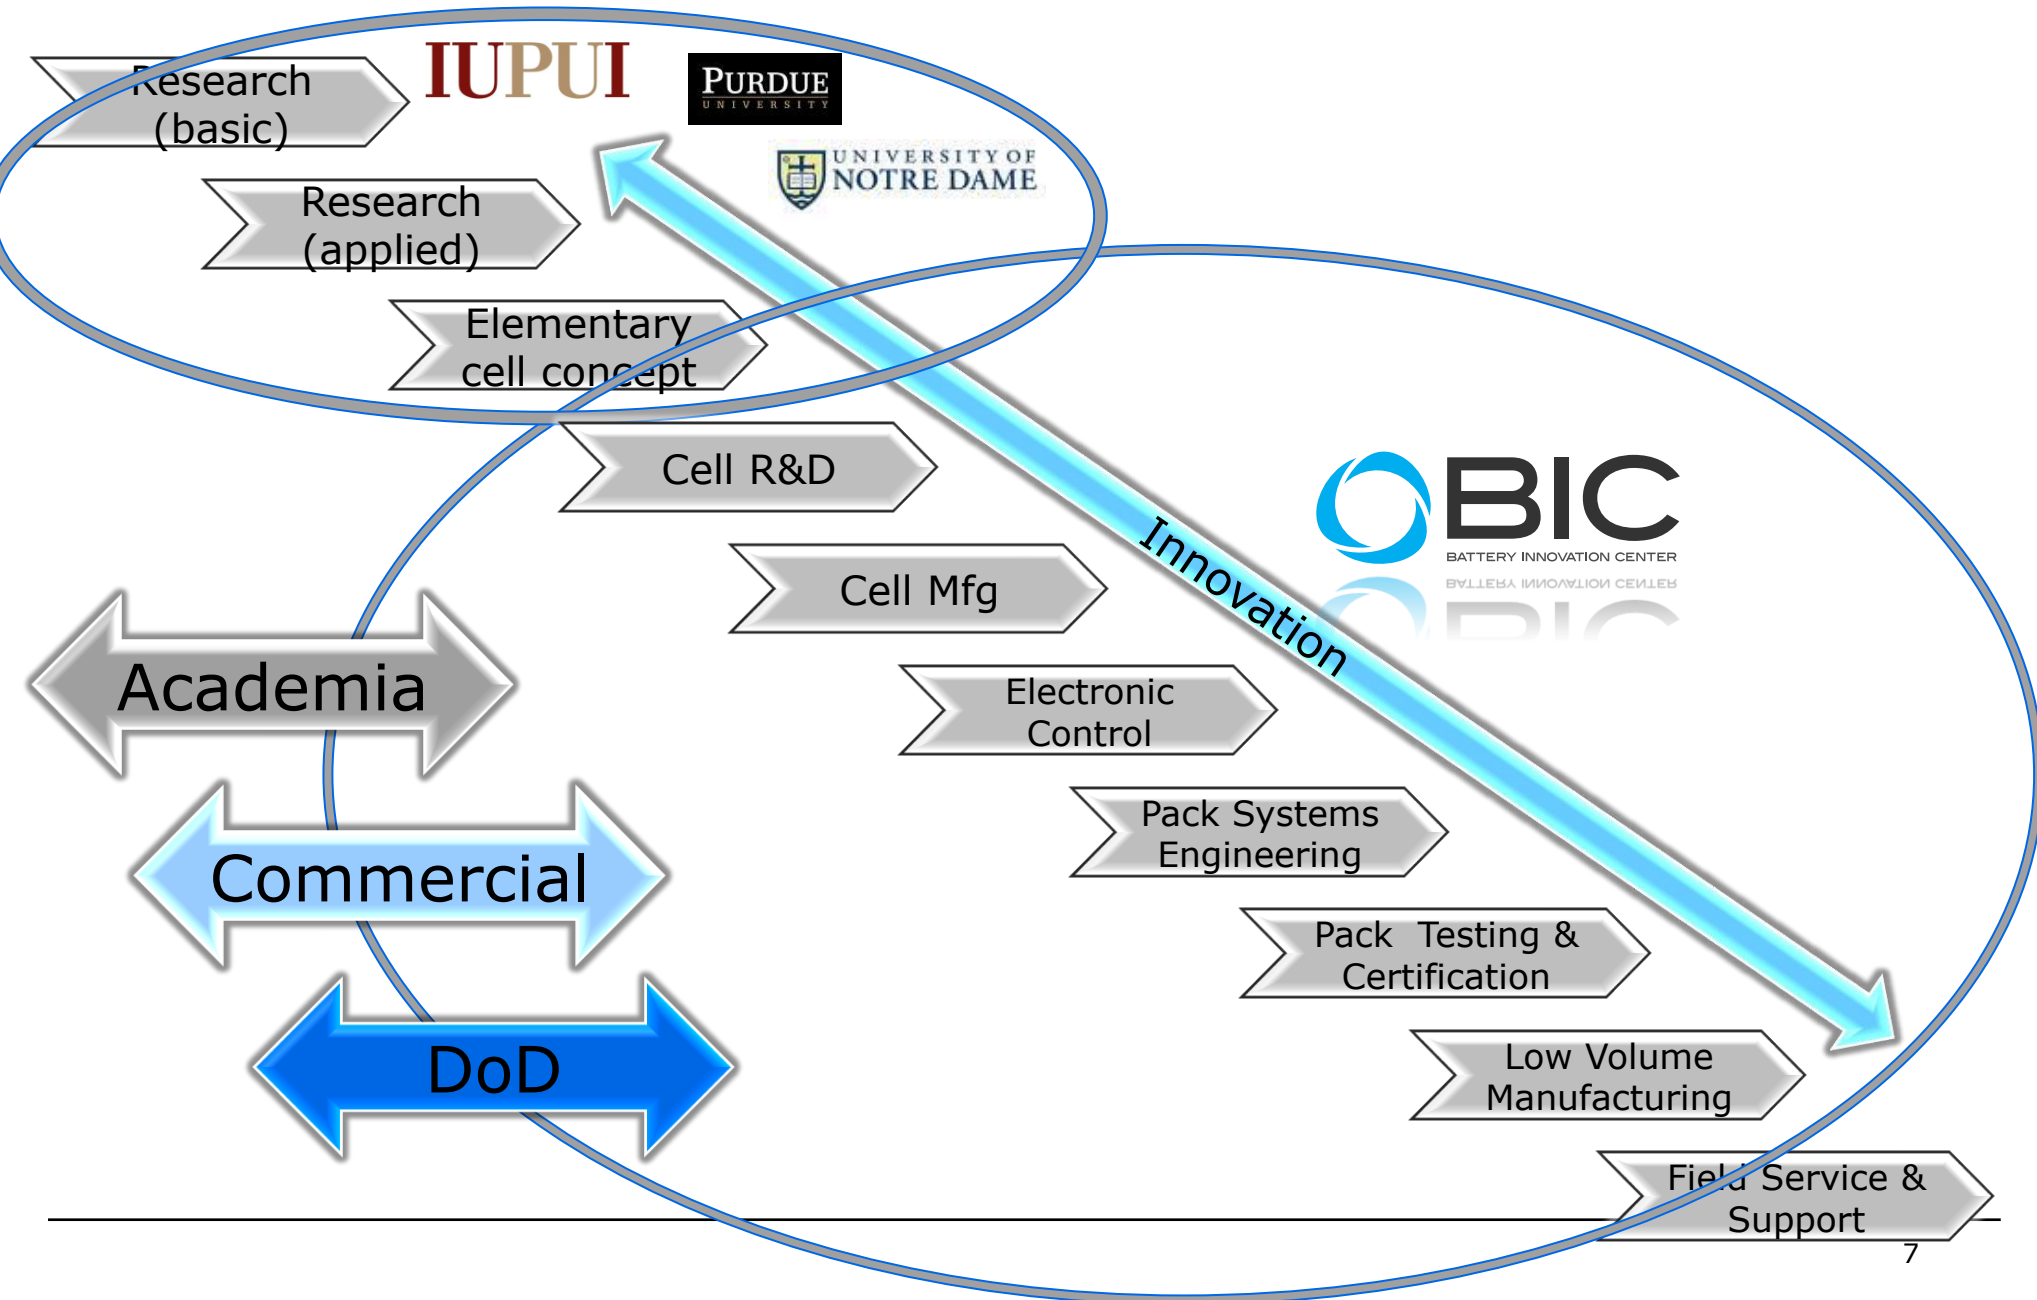 Research
(basic)
IUPUI
PURDUE
UNIVERSITY
UNIVERSITY OF
NOTRE DAME
Research
(applied)
Elementary
cell concept
Cell R&D
BIC
BATTERY INNOVATION CENTER
Innovation
Cell Mfg
Academia
Electronic
Control
Commercial
Pack Systems
Engineering
Pack  Testing &
Certification
DoD
Low Volume
Manufacturing
Field Service &
Support
7